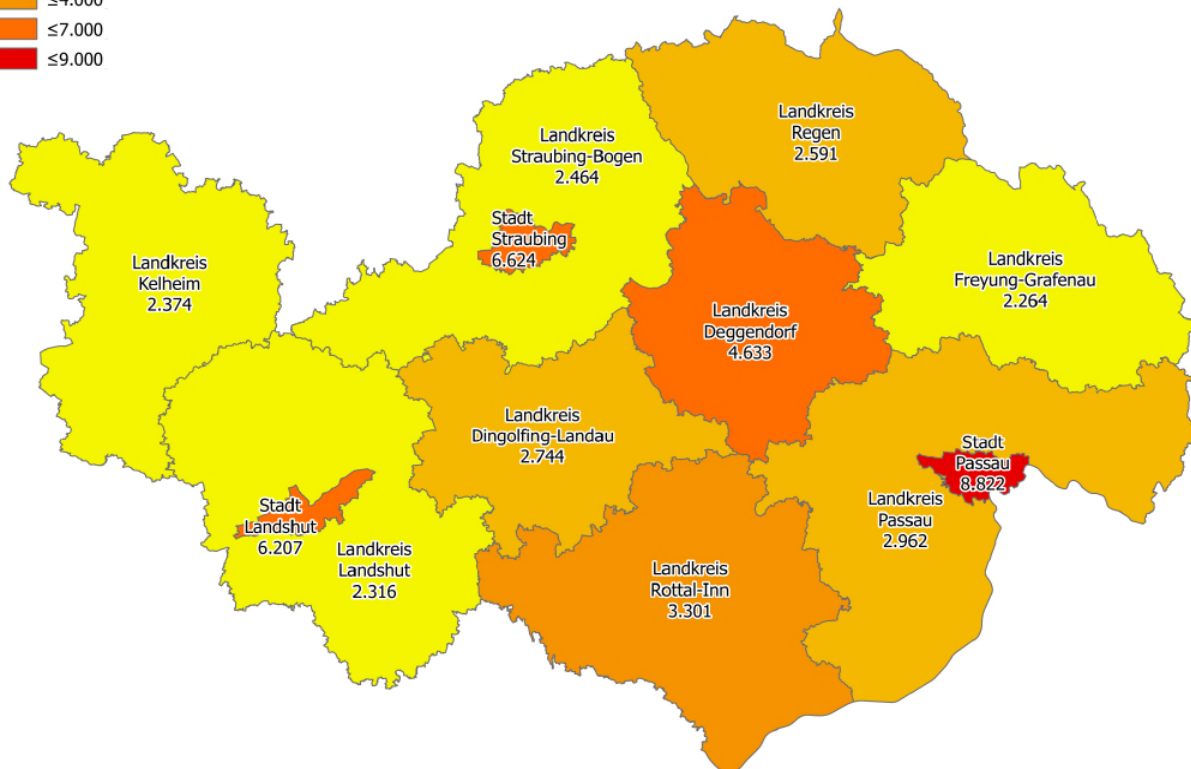 ≤4.000
≤7.000
≤9.000
Landkreis
Regen
2.591
Landkreis
Straubing-Bogen
2.464
Stadt
Straubing
6.624
Landkreis
Kelheim
2.374
Landkreis
Freyung-Grafenau
2.264
Landkreis
Deggendorf
4.633
Landkreis
Dingolfing-Landau
2.744
Stadt
Passau
8.822
Landkreis
Passau
2.962
Stadt
Landshut
6.207
Landkreis
Landshut
2.316
Landkreis
Rottal-Inn
3.301